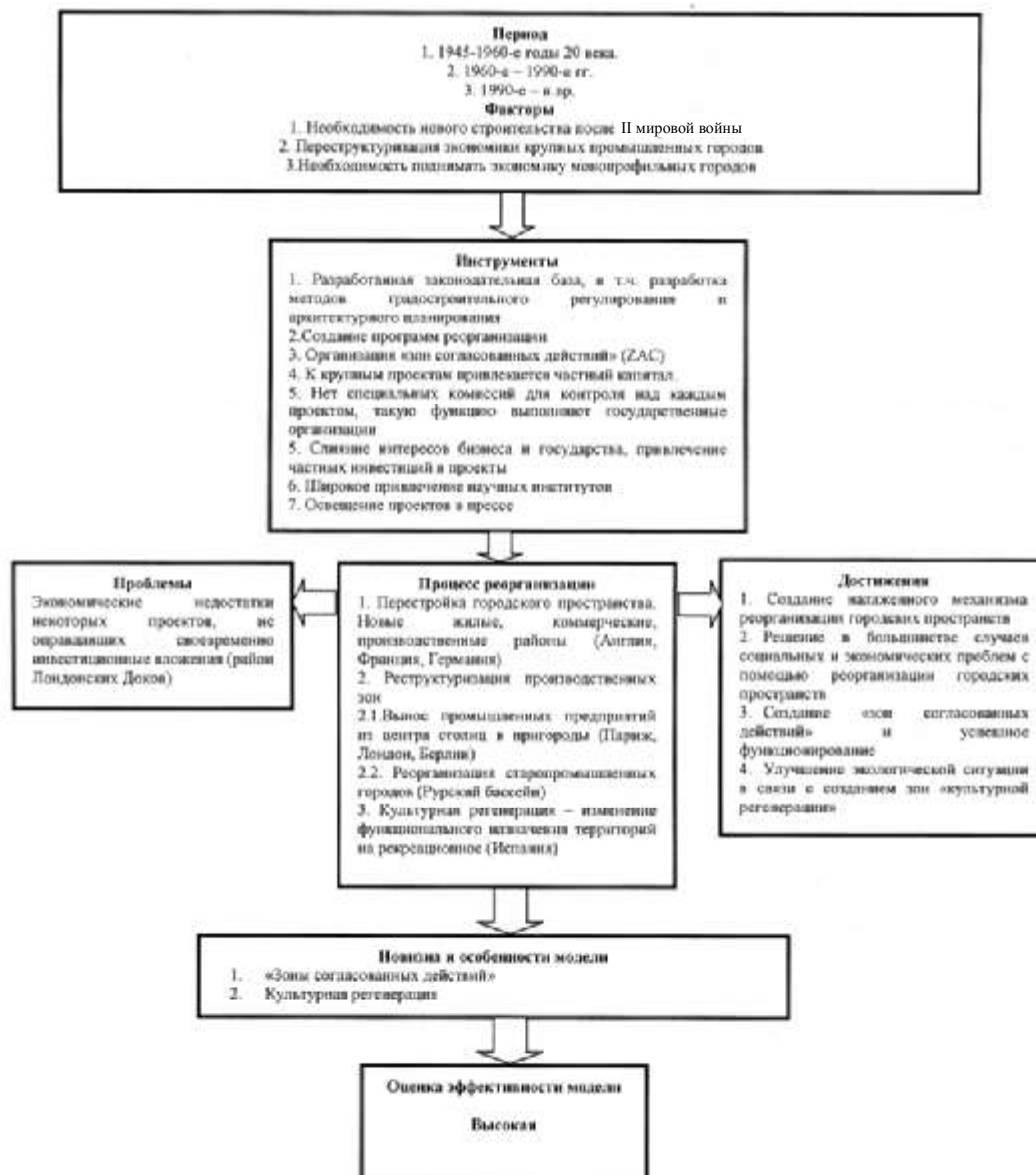 Период
1. 1945-1960-е годы 20 века.
2. 1960-е – 1990-е гг.
3. 1990-е – н.вр.
Факторы
1. Необходимость нового строительства после II мировой войны
2. Переструктуризация экономики крупных промышленных городов
3.Необходимость поднимать экономику монопрофильных городов
Инструменты
1. Разработанная законодательная база, в т.ч. разработка
методов градостроительного регулирования и
архитектурного планирования
2.Создание программ реорганизации
3. Организация «зон согласованных действий» (ZAC)
4. К крупным проектам привлекается частный капитал.
5. Нет специальных комиссий для контроля над каждым
проектом, такую функцию выполняют государственные
организации
5. Слияние интересов бизнеса и государства, привлечение
частных инвестиций в проекты
6. Широкое привлечение научных институтов
7. Освещение проектов в прессе
Проблемы
Экономические недостатки
некоторых проектов, не
оправдавших своевременно
инвестиционные вложения (район
Лондонских Доков)
Процесс реорганизации
1. Перестройка городского пространства.
Новые жилые, коммерческие,
производственные районы (Англия,
Франция, Германия)
2. Реструктуризация производственных
зон
2.1.Вынос промышленных предприятий
из центра столиц в пригороды (Париж,
Лондон, Берлин)
2.2. Реорганизация старопромышленных
городов (Рурский бассейн)
3. Культурная регенерация – изменение
функционального назначения территорий
на рекреационное (Испания)
Достижения
1. Создание налаженного механизма
реорганизации городских пространств
2. Решение в большинстве случаев
социальных и экономических проблем с
помощью реорганизации городских
пространств
3. Создание «зон согласованных
действий» и успешное
функционирование
4. Улучшение экологической ситуации
в связи с созданием зон «культурной
регенерации»
Новизна и особенности модели
1. «Зоны согласованных действий»
2. Культурная регенерация
Оценка эффективности модели
Высокая